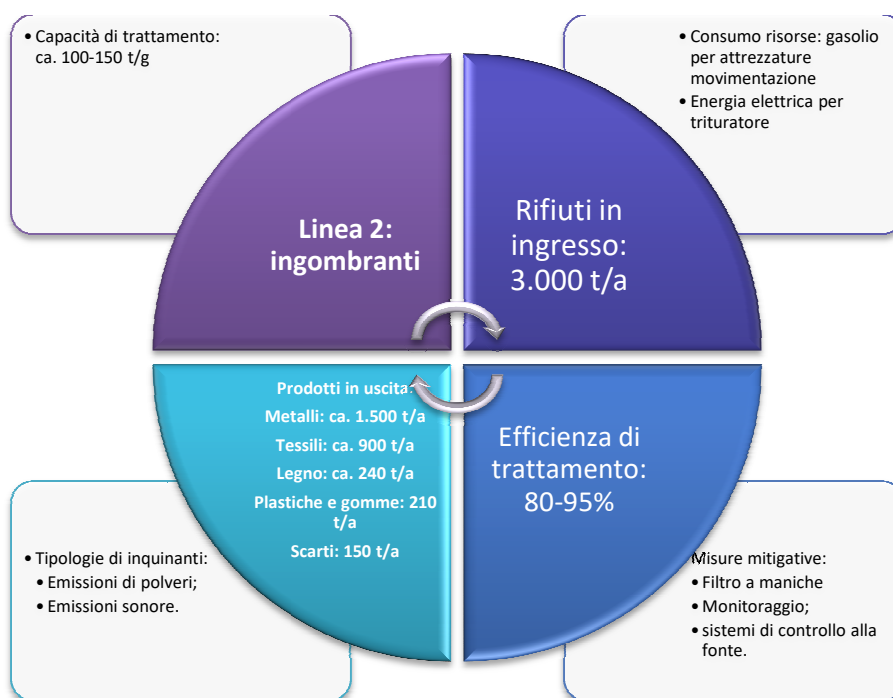 • Capacità di trattamento:
ca. 100-150 t/g
• Consumo risorse: gasolio
per attrezzature
movimentazione
• Energia elettrica per
trituratore
Linea 2:
ingombranti
Rifiuti in
ingresso:
3.000 t/a
Prodotti in uscita:
Metalli: ca. 1.500 t/a
Tessili: ca. 900 t/a
Legno: ca. 240 t/a
Plastiche e gomme: 210
t/a
Scarti: 150 t/a
Efficienza di
trattamento:
80-95%
• Tipologie di inquinanti:
• Emissioni di polveri;
• Emissioni sonore.
Misure mitigative:
• Filtro a maniche
• Monitoraggio;
• sistemi di controllo alla
fonte.